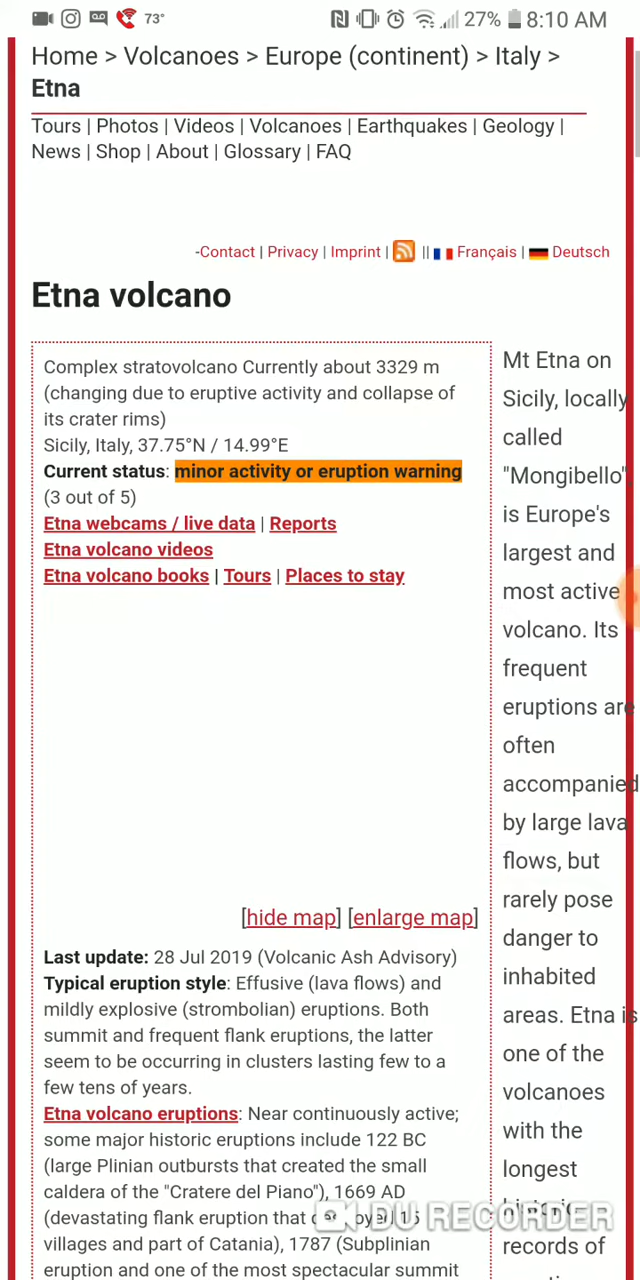 73°
27%
8:10 AM
Home > Volcanoes > Europe (continent) > Italy >
Etna
Tours | Photos | Videos | Volcanoes | Earthquakes | Geology |
News | Shop | About | Glossary | FAQ
-Contact | Privacy | Imprint | || Français | Deutsch
Etna volcano
Complex stratovolcano Currently about 3329 m
(changing due to eruptive activity and collapse of
its crater rims)
Sicily, Italy, 37.75°N / 14.99°E
Current status: minor activity or eruption warning
(3 out of 5)
Etna webcams / live data | Reports
Etna volcano videos
Etna volcano books | Tours | Places to stay
[hide map] [enlarge map]
Last update: 28 Jul 2019 (Volcanic Ash Advisory)
Typical eruption style: Effusive (lava flows) and
mildly explosive (strombolian) eruptions. Both
summit and frequent flank eruptions, the latter
seem to be occurring in clusters lasting few to a
few tens of years.
Etna volcano eruptions: Near continuously active;
some major historic eruptions include 122 BC
(large Plinian outbursts that created the small
caldera of the "Cratere del Piano"), 1669 AD
(devastating flank eruption that 15
villages and part of Catania), 1787 (Subplinian
eruption and one of the most spectacular summit
Mt Etna on
Sicily, locally
called
"Mongibello",
is Europe's
largest and
most active
volcano. Its
frequent
eruptions are
often
accompanied
by large lava
flows, but
rarely pose
danger to
inhabited
areas. Etna is
one of the
volcanoes
with the
longest
historic
records of
DU RECORDER